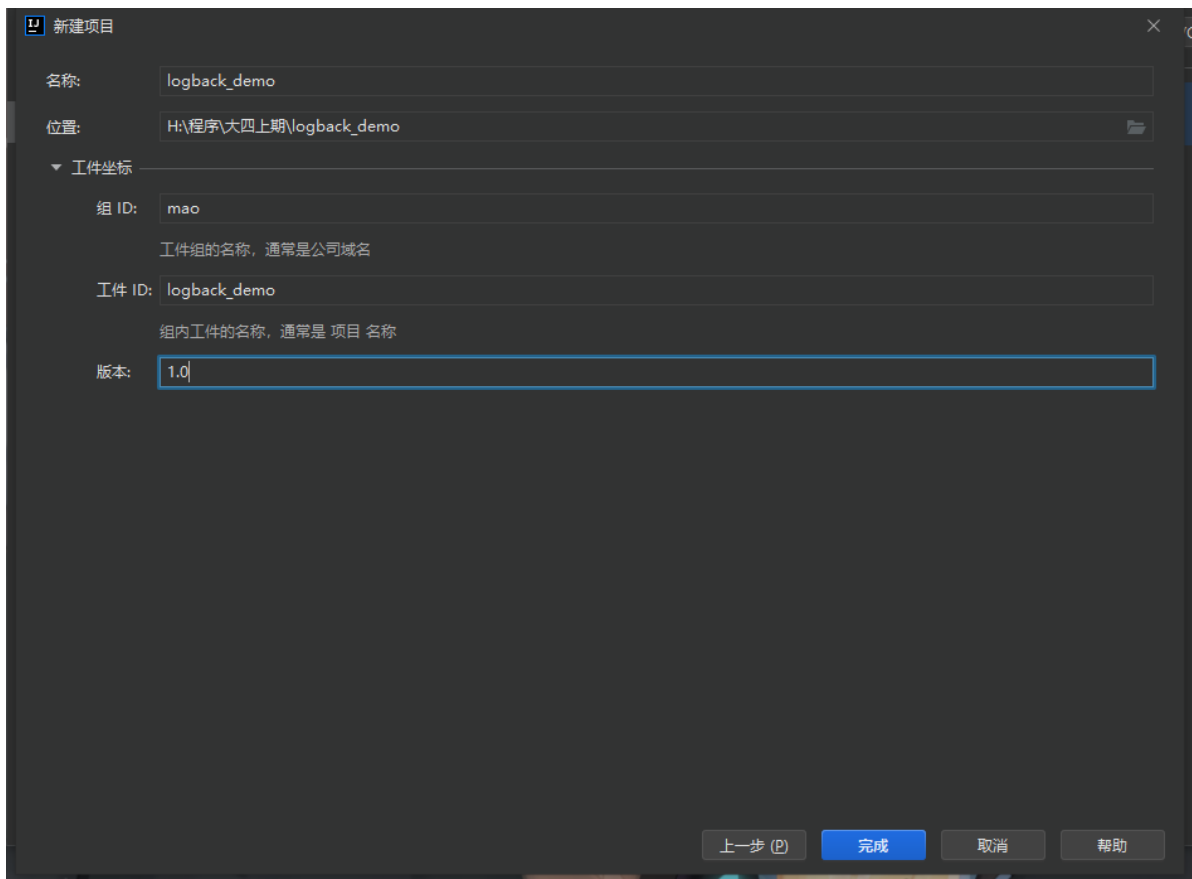 新建项目
名称: logback_demo
位置: H:\程序\大四上期\logback_demo
工件坐标
组 ID: mao
工件组的名称，通常是公司域名
工件 ID: logback_demo
组内工件的名称，通常是 项目 名称
版本: 1.0
上一步 (P) 完成 取消 帮助